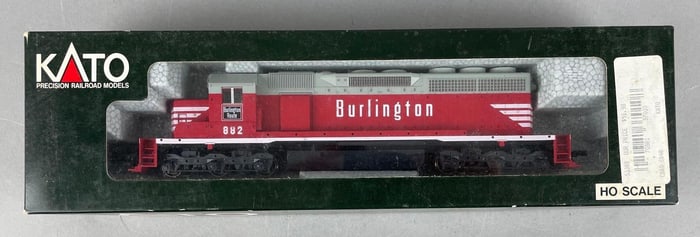 KATO
PRECISION RAILROAD MODELS
Burlington
Route
Burlington
882
HO SCALE